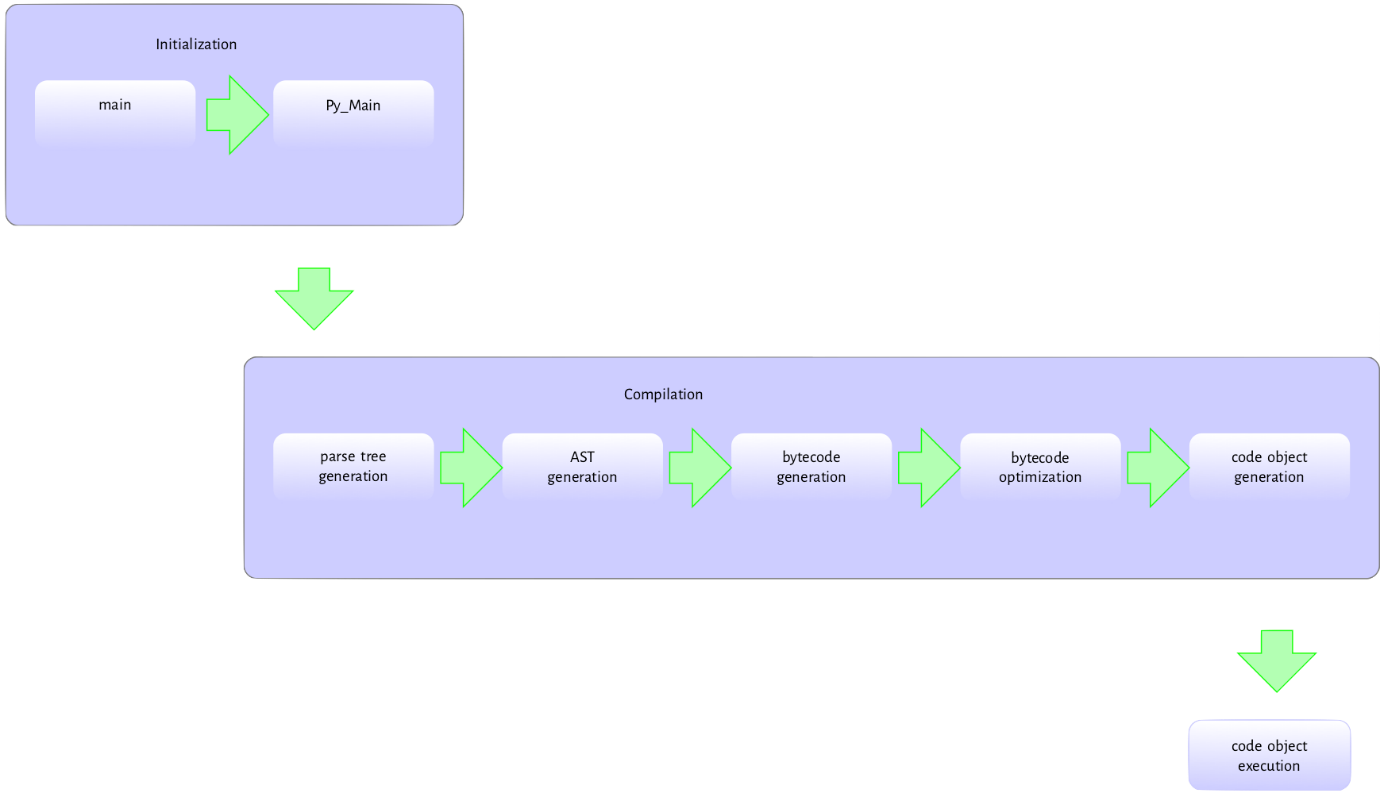 Initialization
main
Py_Main
Compilation
parse tree
generation
AST
generation
bytecode
generation
bytecode
optimization
code object
generation
code object
execution